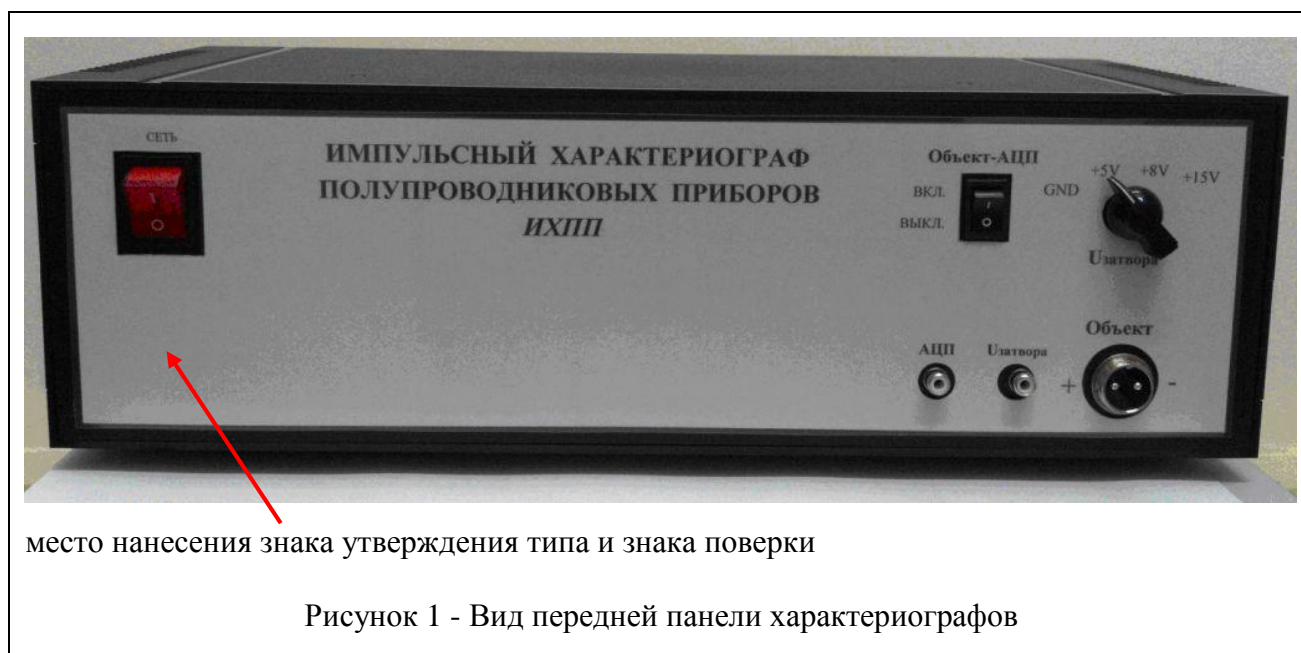 СЕТЬ
I
O
ИМПУЛЬСНЫЙ ХАРАКТЕРИОГРАФ
ПОЛУПРОВОДНИКОВЫХ ПРИБОРОВ
ИХПП
Объект-АЦП
ВКЛ.
ВЫКЛ.
I
O
GND
+5V
+8V
+15V
Uзатвора
Объект
АЦП
Uзатвора
+
-
место нанесения знака утверждения типа и знака поверки
Рисунок 1 - Вид передней панели характериографов